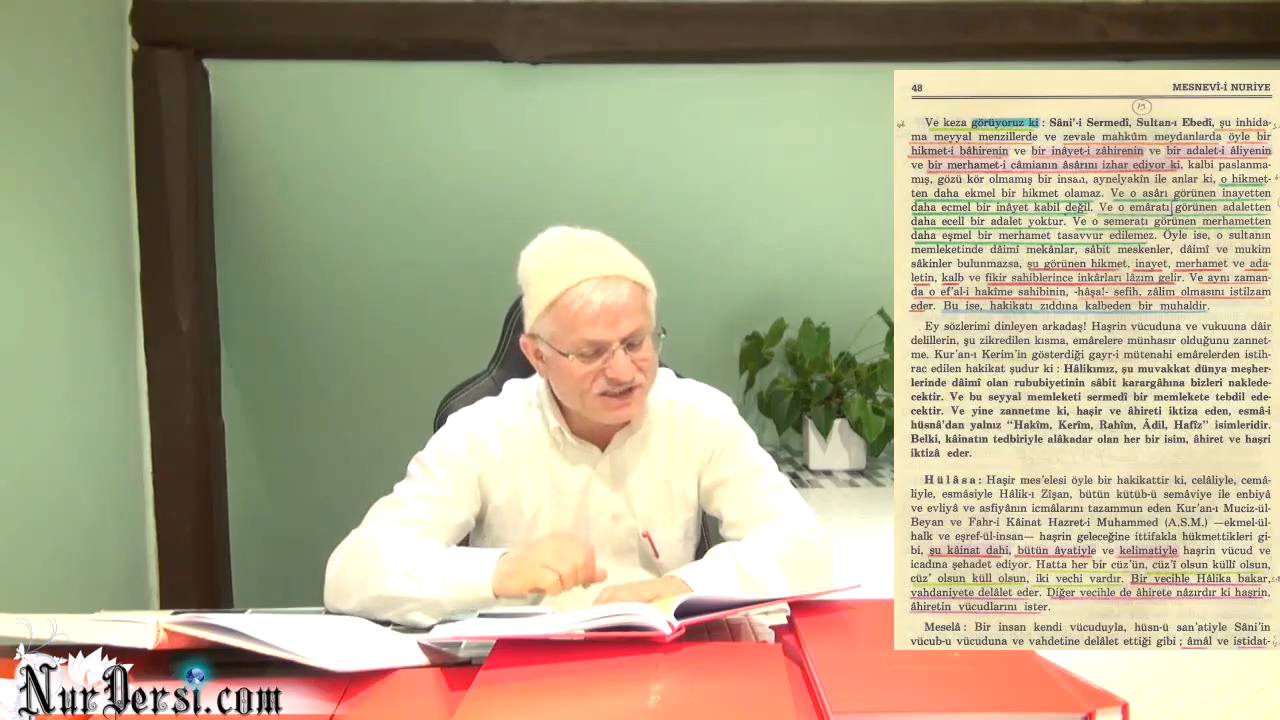 48 MESNEVÎ-İ NURİYE
19
Ve keza görüyoruz ki : Sâni'-i Sermedî, Sultan-ı Ebedî, şu inhida-
ma meyyal menzillerde ve zevale mahkûm meydanlarda öyle bir
hikmet-i bâhirenin ve bir inâyet-i zâhirenin ve bir adalet-i âliyenin
ve bir merhamet-i câmianın âsârını izhar ediyor ki, kalbi paslanma-
mış, gözü kör olmamış bir insan, aynelyakîn ile anlar ki, o hikmet-
ten daha ekmel bir hikmet olamaz. Ve o asârı görünen inayetten
daha ecmel bir inâyet kabil değil. Ve o emâratı görünen adaletten
daha ecell bir adalet yoktur. Ve o semeratı görünen merhametten
daha eşmel bir merhamet tasavvur edilemez. Öyle ise, o sultanın
memleketinde dâimî mekânlar, sâbit meskenler, dâimî ve mukim
sâkinler bulunmazsa, şu görünen hikmet, inayet, merhamet ve ada-
letin, kalb ve fikir sahiblerince inkârları lâzım gelir. Ve aynı zaman-
da o ef'al-i hakîme sahibinin, -hâşa!- sefih, zâlim olmasını istilzam
eder. Bu ise, hakikatı zıddına kalbeden bir muhaldir.
Ey sözlerimi dinleyen arkadaş! Haşrin vücuduna ve vukuuna dâir
delillerin, şu zikredilen kısma, emârelere münhasır olduğunu zannet-
me. Kur'an-ı Kerim'in gösterdiği gayr-i mütenahi emârelerden istih-
rac edilen hakikat şudur ki : Hâlikımız, şu muvakkat dünya meşher-
lerinde dâimî olan rububiyetinin sâbit karargâhına bizleri naklede-
cektir. Ve bu seyyal memleketi sermedî bir memlekete tebdil ede-
cektir. Ve yine zannetme ki, haşir ve âhireti iktiza eden, esmâ-i
hüsnâ'dan yalnız "Hakîm, Kerîm, Rahîm, Âdil, Hafîz" isimleridir.
Belki, kâinatın tedbiriyle alâkadar olan her bir isim, âhiret ve haşri
iktizâ eder.
Hülâsa: Haşir mes'elesi öyle bir hakikattir ki, celâliyle, cemâ-
liyle, esmâsiyle Hâlik-ı Zîşan, bütün kütüb-ü semâviye ile enbiyâ
ve evliyâ ve asfiyânın icmâlarını tazammun eden Kur'an-ı Muciz-ül-
Beyan ve Fahr-i Kâinat Hazret-i Muhammed (A.S.M.) —ekmel-ül-
halk ve eşref-ül-insan— haşrin geleceğine ittifakla hükmettikleri gi-
bi, şu kâinat dahi, bütün âyatiyle ve kelimatiyle haşrin vücud ve
icadına şehadet ediyor. Hatta her bir cüz'ün, cüz'î olsun küllî olsun,
cüz' olsun küll olsun, iki vechi vardır. Bir vechile Hâlika bakar,
vahdaniyete delâlet eder. Diğer vechile de âhirete nâzırdır ki haşrin,
âhiretin vücudlarını ister.
Meselâ: Bir insan kendi vücuduyla, hüsn-ü san'atiyle Sâni'in
vücub-u vücuduna ve vahdetine delâlet ettiği gibi ; âmâl ve istidat-
NurDersi.com